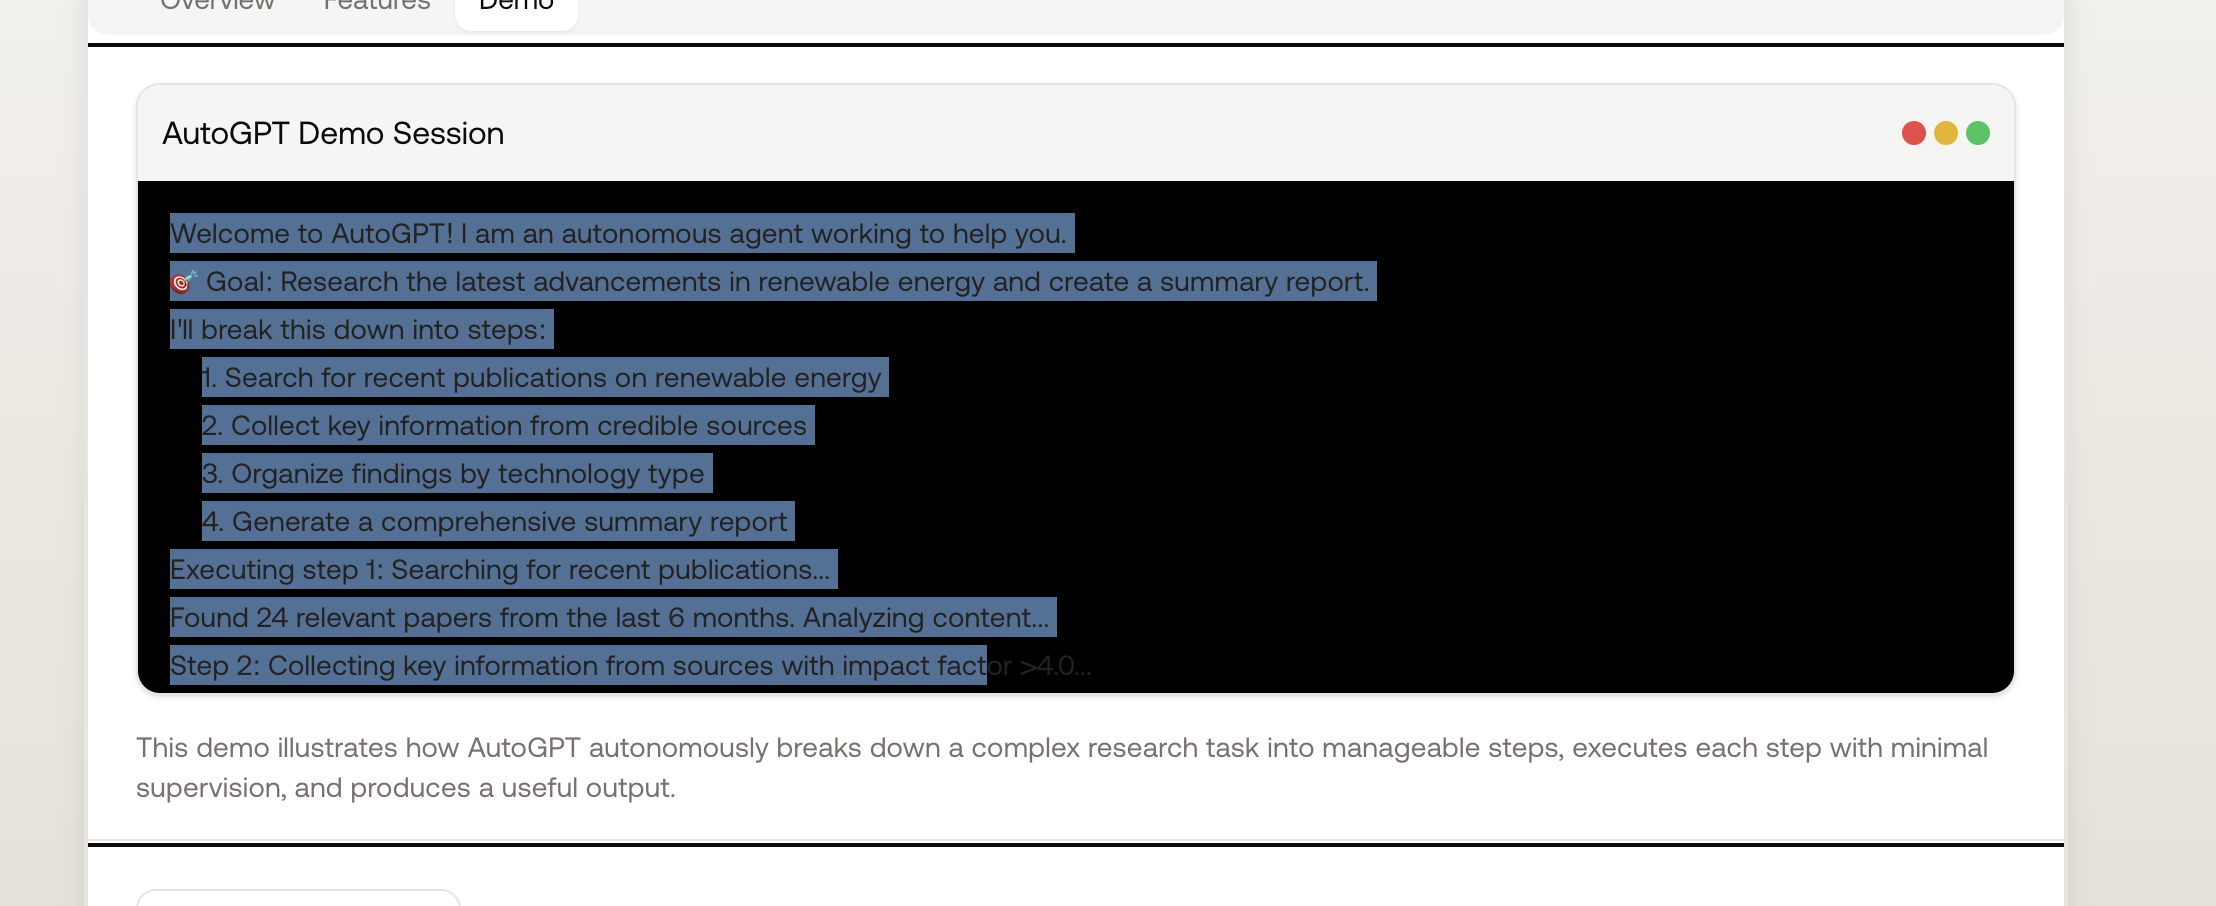 Overview Features Demo
AutoGPT Demo Session
Welcome to AutoGPT! I am an autonomous agent working to help you.
🎯 Goal: Research the latest advancements in renewable energy and create a summary report.
I'll break this down into steps:
1. Search for recent publications on renewable energy
2. Collect key information from credible sources
3. Organize findings by technology type
4. Generate a comprehensive summary report
Executing step 1: Searching for recent publications...
Found 24 relevant papers from the last 6 months. Analyzing content...
Step 2: Collecting key information from sources with impact factor >4.0...
This demo illustrates how AutoGPT autonomously breaks down a complex research task into manageable steps, executes each step with minimal
supervision, and produces a useful output.